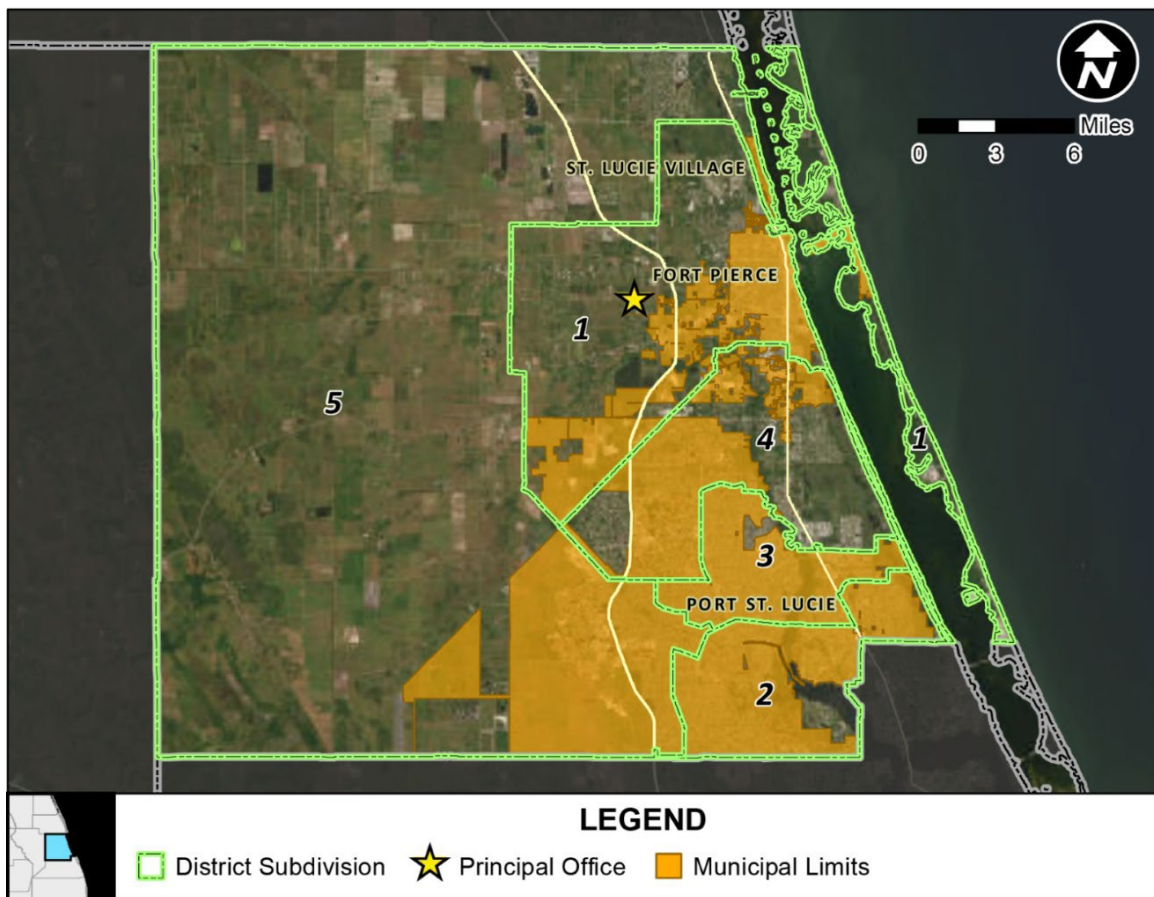 N
Miles
0 3 6
ST. LUCIE VILLAGE
FORT PIERCE
1
5
4
1
3
PORT ST. LUCIE
2
LEGEND
District Subdivision Principal Office Municipal Limits